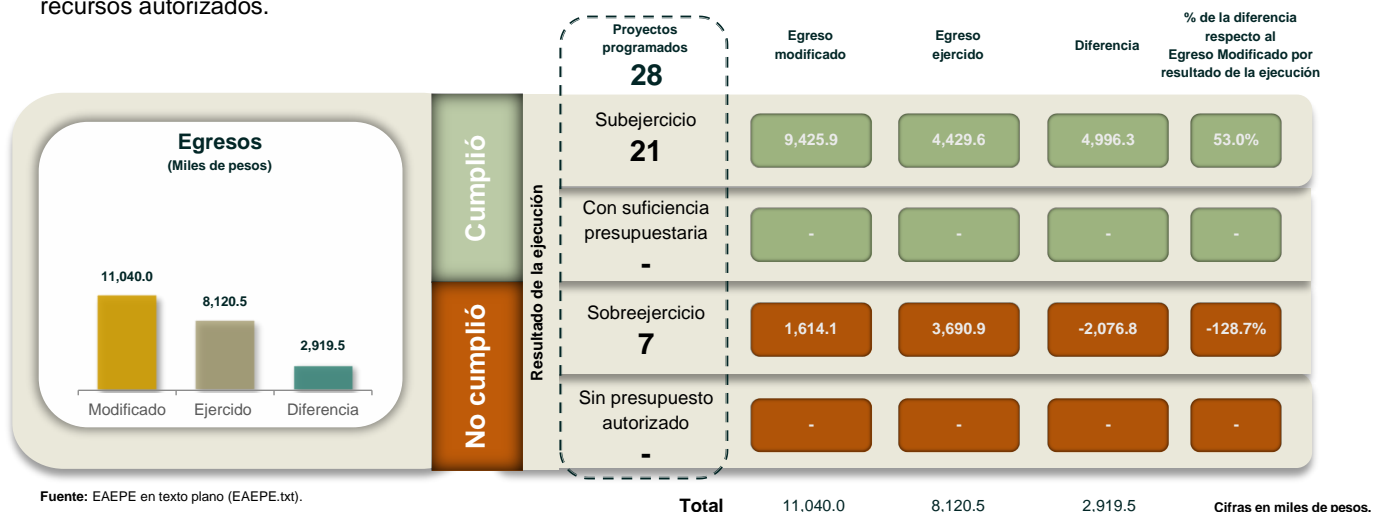 recursos autorizados.
Proyectos
programados
28
Egreso
modificado
Egreso
ejercido
Diferencia
% de la diferencia
respecto al
Egreso Modificado por
resultado de la ejecución
Egresos
(Miles de pesos)
11,040.0
8,120.5
2,919.5
Modificado
Ejercido
Diferencia
Cumplió
No cumplió
Resultado de la ejecución
Subejercicio
21
9,425.9
4,429.6
4,996.3
53.0%
Con suficiencia
presupuestaria
-
-
-
-
-
Sobreejercicio
7
1,614.1
3,690.9
-2,076.8
-128.7%
Sin presupuesto
autorizado
-
-
-
-
-
Fuente: EAEPE en texto plano (EAEPE.txt).
Total 11,040.0 8,120.5 2,919.5
Cifras en miles de pesos.